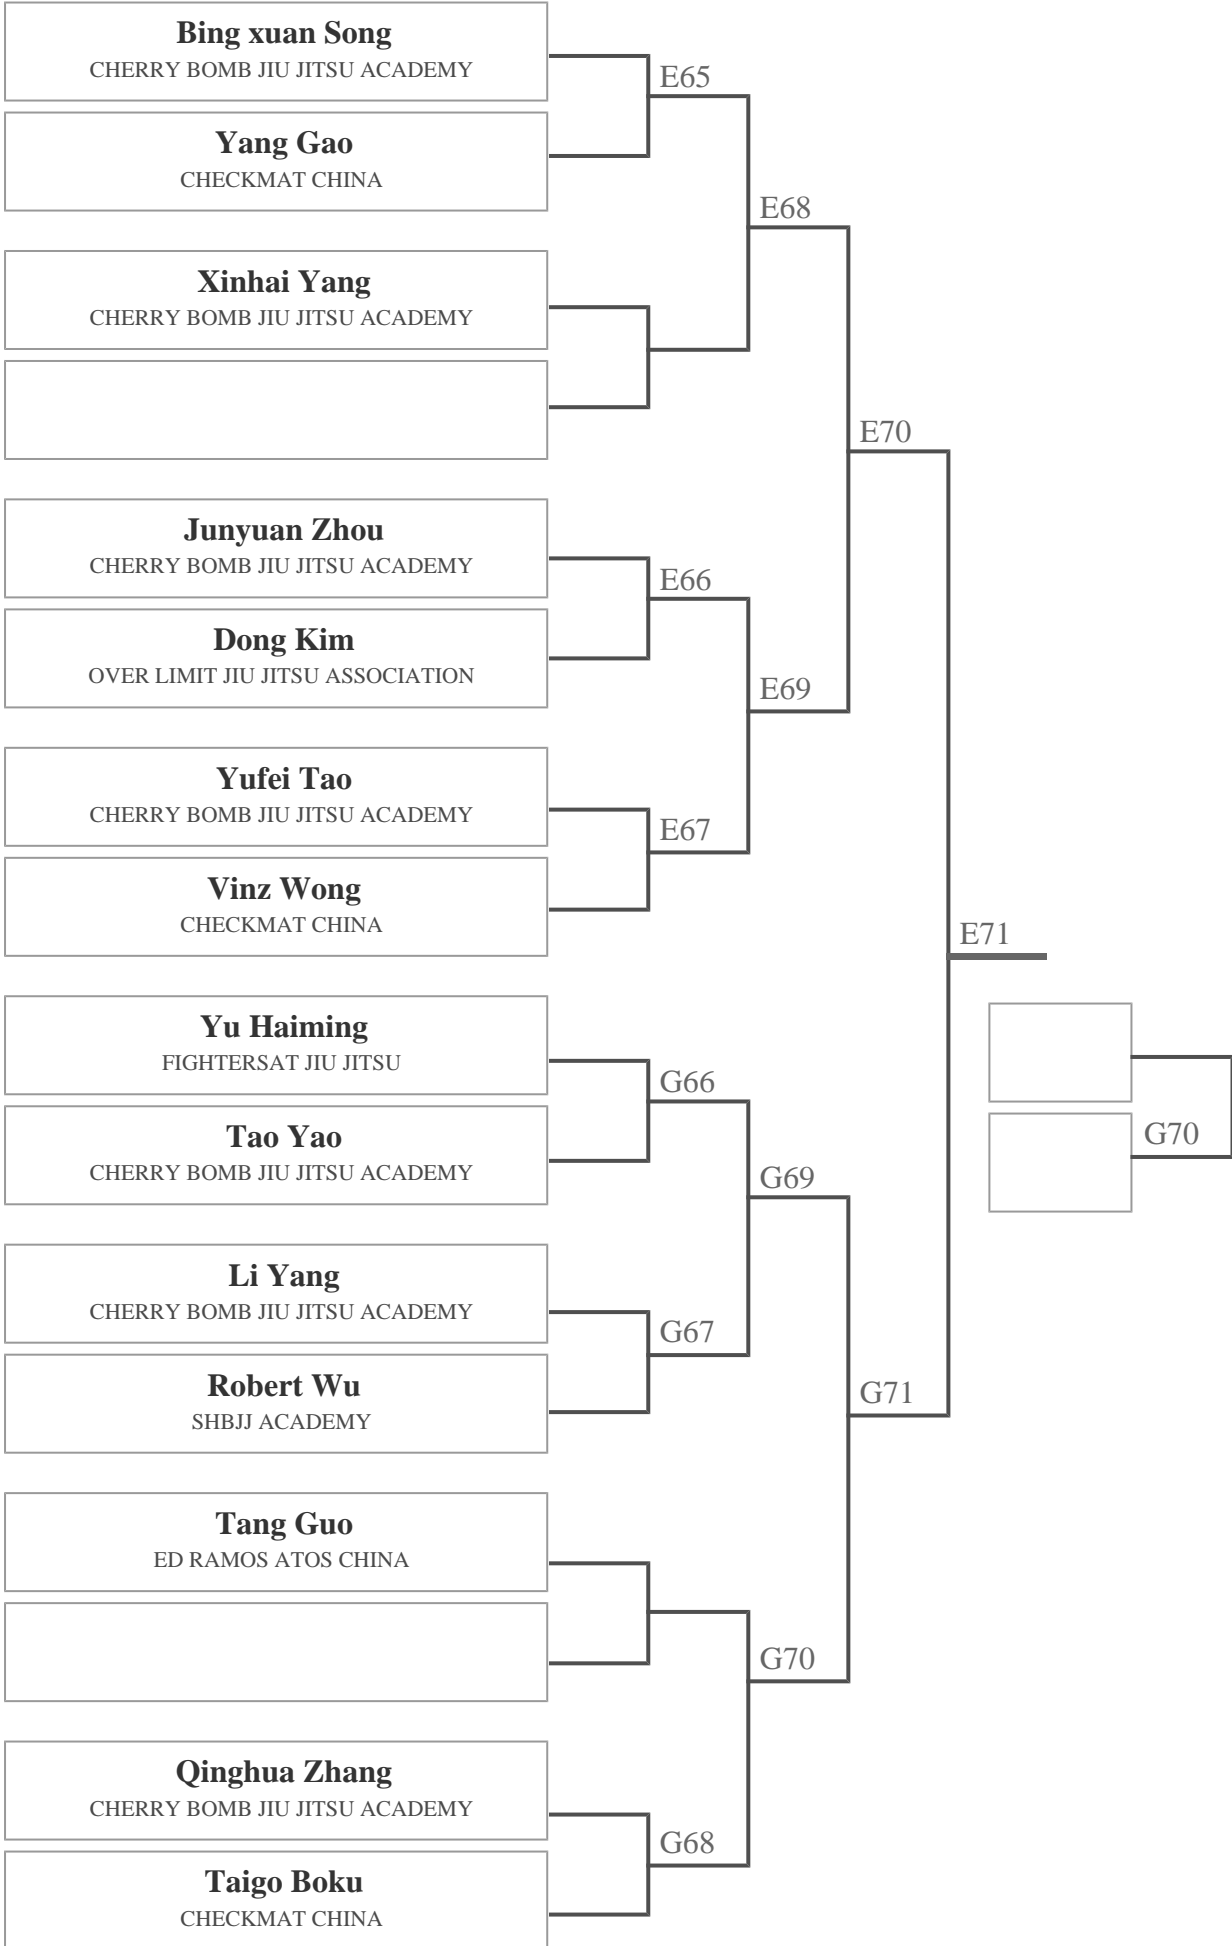 Bing xuan Song
CHERRY BOMB JIU JITSU ACADEMY
E65
Yang Gao
CHECKMAT CHINA
E68
Xinhai Yang
CHERRY BOMB JIU JITSU ACADEMY
E70
Junyuan Zhou
CHERRY BOMB JIU JITSU ACADEMY
E66
Dong Kim
OVER LIMIT JIU JITSU ASSOCIATION
E69
Yufei Tao
CHERRY BOMB JIU JITSU ACADEMY
E67
Vinz Wong
CHECKMAT CHINA
E71
Yu Haiming
FIGHTERSAT JIU JITSU
G66
Tao Yao
CHERRY BOMB JIU JITSU ACADEMY
G70
G69
Li Yang
CHERRY BOMB JIU JITSU ACADEMY
G67
Robert Wu
SHBJJ ACADEMY
G71
Tang Guo
ED RAMOS ATOS CHINA
G70
Qinghua Zhang
CHERRY BOMB JIU JITSU ACADEMY
G68
Taigo Boku
CHECKMAT CHINA